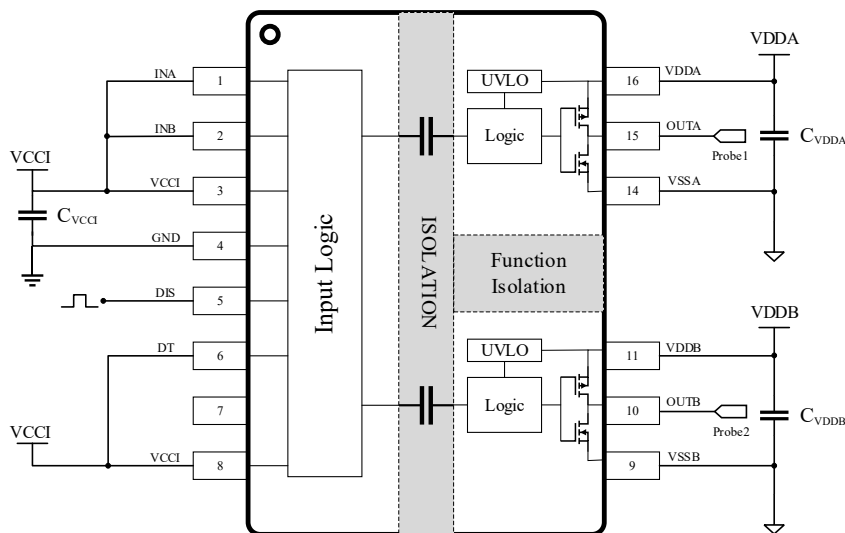 VDDA
INA
1
UVLO
16
VDDA
INB
2
Logic
15
OUTA
Probe1
CVDDA
VCCI
VCCI
3
14
VSSA
CVCCI
GND
4
Input Logic
ISOLATION
Function
Isolation
DIS
5
VDDB
DT
6
UVLO
11
VDDB
7
Logic
10
OUTB
Probe2
CVDDB
VCCI
VCCI
8
9
VSSB